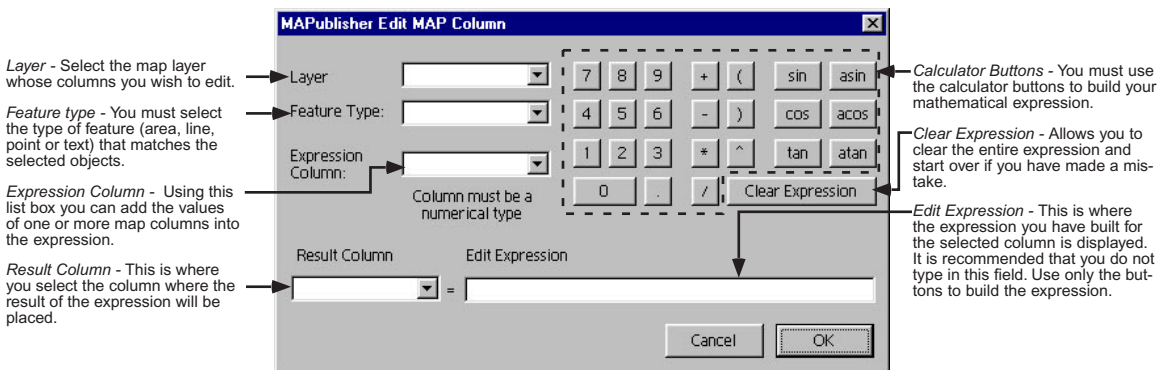 MAPublisher Edit MAP Column
Layer - Select the map layer
whose columns you wish to edit.
Feature type - You must select
the type of feature (area, line,
point or text) that matches the
selected objects.
Expression Column - Using this
list box you can add the values
of one or more map columns into
the expression.
Result Column - This is where
you select the column where the
result of the expression will be
placed.
Layer
Feature Type:
Expression
Column:
Column must be a
numerical type
7 8 9 + ( sin asin
4 5 6 - ) cos acos
1 2 3 * ^ tan atan
0 . / Clear Expression
Result Column Edit Expression
=
Cancel OK
Calculator Buttons - You must use
the calculator buttons to build your
mathematical expression.
Clear Expression - Allows you to
clear the entire expression and
start over if you have made a mis-
take.
Edit Expression - This is where
the expression you have built for
the selected column is displayed.
It is recommended that you do not
type in this field. Use only the but-
tons to build the expression.